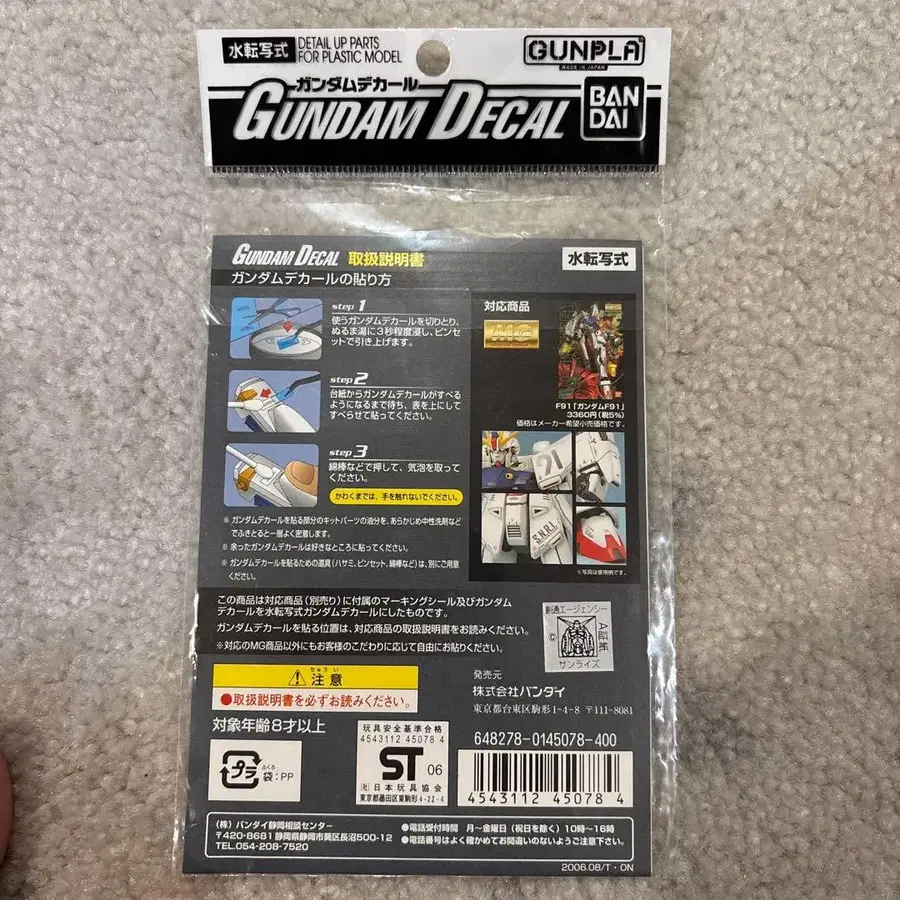 水転写式
DETAIL UP PARTS
FOR PLASTIC MODEL
GUNPLA
MADE IN JAPAN
ガンダムデカール
GUNDAM DECAL
BAN
DAI
GUNDAM DECAL 取扱説明書
水転写式
ガンダムデカールの貼り方
step 1
使うガンダムデカールを切りとり、
ぬるま湯に3秒程度浸し、ピン
セットで引き上げます。
step 2
台紙からガンダムデカールがすべる
ようになるまで待ち、表を上にして
すべらせて貼ってください。
step 3
綿棒などで押して、気泡を取って
ください。
かわくまでは、手を触れないでください。
※ガンダムデカールを貼る部分のキットパーツの油分を、あらかじめ中性洗剤など
でふきとると一層よく密着します。
※余ったガンダムデカールは好きなところに貼ってください。
※ガンダムデカールを貼るための道具(ハサミ、ピンセット、綿棒など)は、別にご用意
ください。
対応商品
MG
F91「ガンダムF91」
3360円(税5%)
価格はメーカー希望小売価格です。
91
S.N.R.I.
※写真は使用例です。
この商品は対応商品(別売り)に付属のマーキングシール及びガンダム
デカールを水転写式ガンダムデカールにしたものです。
ガンダムデカールを貼る位置は、対応商品の取扱説明書をお読みください。
※対応のMG商品以外にもお客様のこだわりに応じて自由にお貼りください。
創通エージェンシー
©
A証紙
サンライズ
ちゅうい
注意
●取扱説明書を必ずお読みください。
対象年齢8才以上
発売元
株式会社バンダイ
東京都台東区駒形1-4-8 〒111-8081
プラ
ふくろ
袋:PP
玩具安全基準合格
4543112 45078 4
ST 06
社 日本玩具協会
東京都墨田区東駒形4-22-4
648278-0145078-400
4543112 45078 4
(株)バンダイ静岡相談センター
〒420-8681 静岡県静岡市葵区長沼500-12
TEL.054-208-7520
●電話受付時間 月~金曜日(祝日を除く)10時~16時
●電話番号はよく確かめてお間違いのないようご注意下さい。
2006.08/T・ON